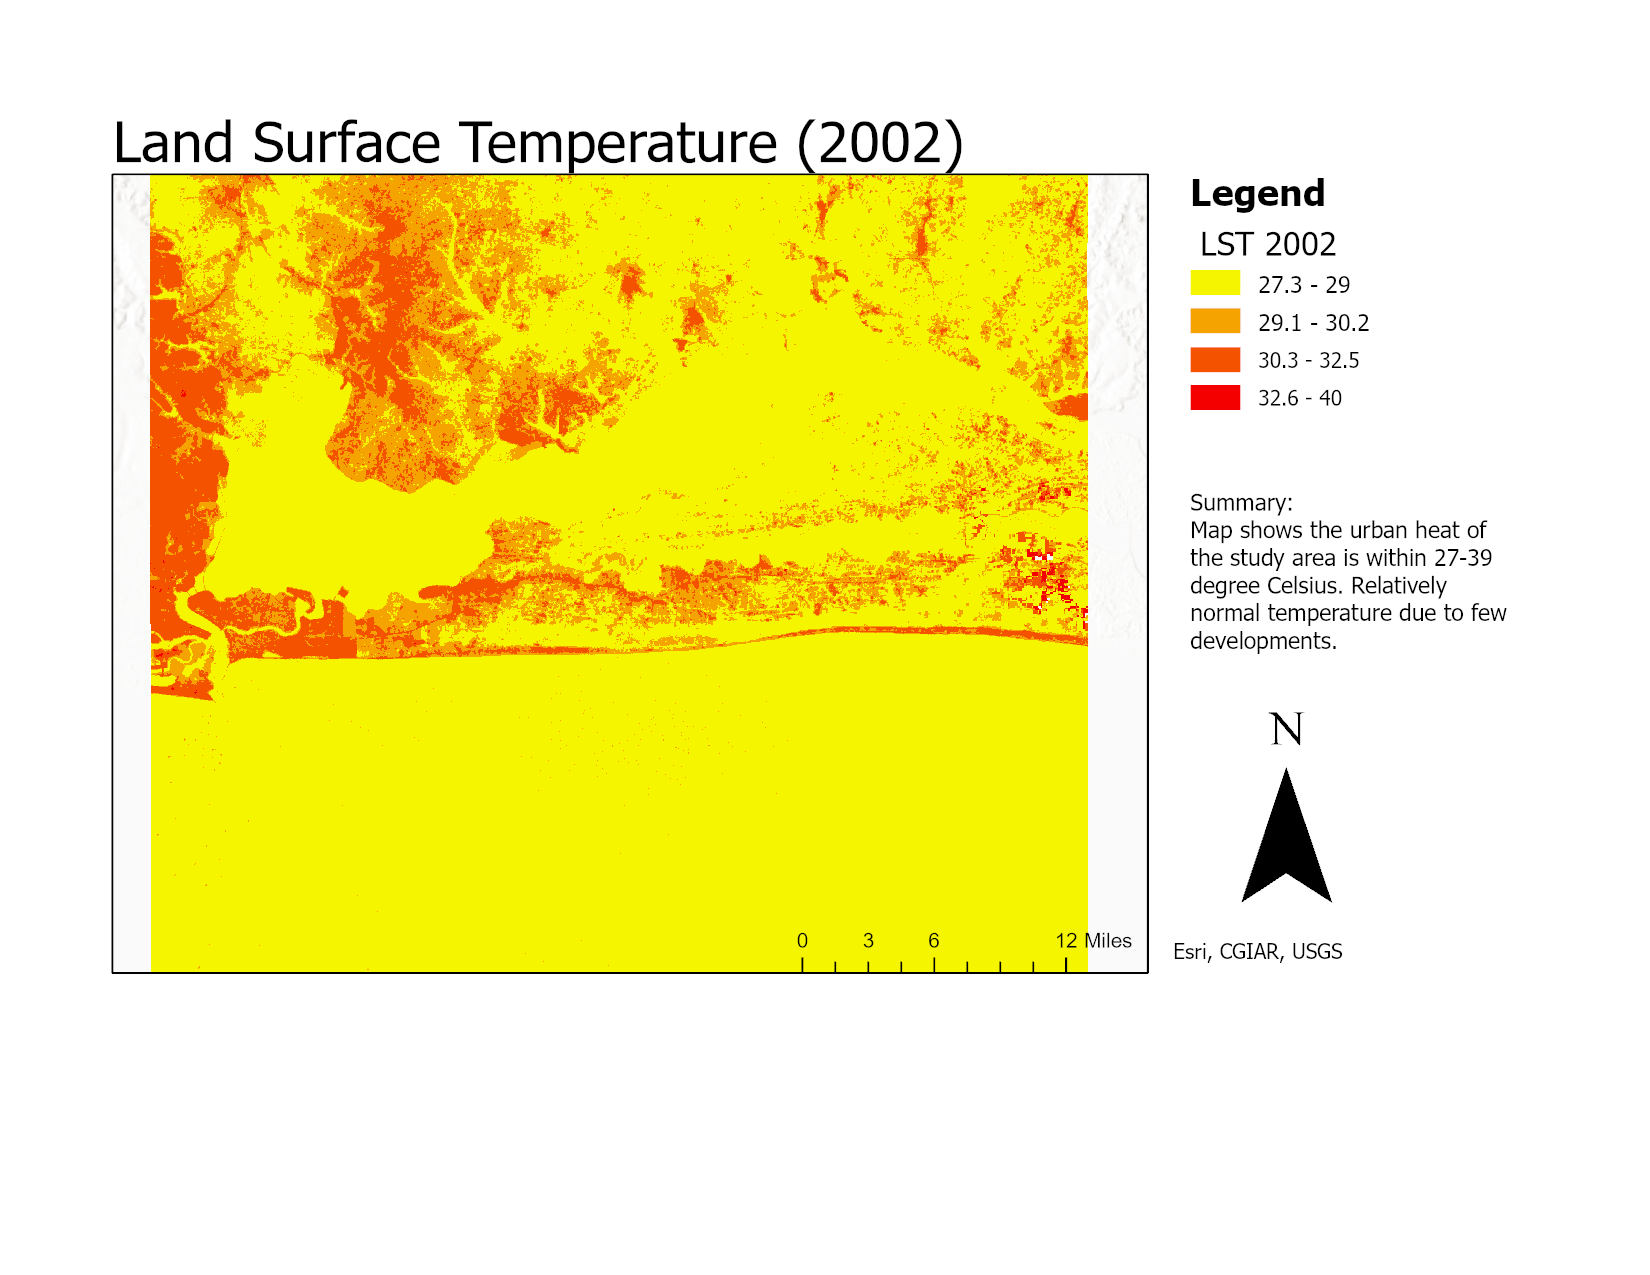 Land Surface Temperature (2002)
Legend
LST 2002
27.3 - 29
29.1 - 30.2
30.3 - 32.5
32.6 - 40
Summary:
Map shows the urban heat of
the study area is within 27-39
degree Celsius. Relatively
normal temperature due to few
developments.
N
0 3 6 12 Miles
Esri, CGIAR, USGS